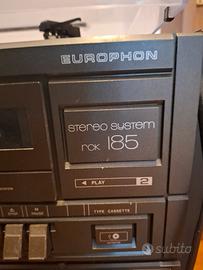 EUROPHON
stereo system
rck 185
◁ PLAY 2
TYPE CASSETTE
subito